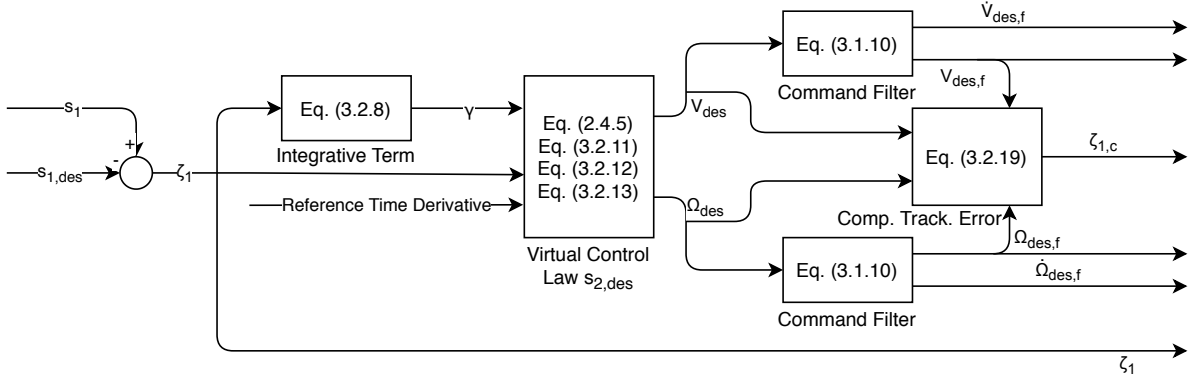 V̇des,f
Eq. (3.1.10)
Vdes,f
Command Filter
s1
Eq. (3.2.8)
γ
Vdes
+
Integrative Term
Eq. (2.4.5)
Eq. (3.2.11)
Eq. (3.2.12)
Eq. (3.2.13)
Eq. (3.2.19)
ζ1,c
-
s1,des
ζ1
Reference Time Derivative
Ωdes
Comp. Track. Error
Virtual Control
Law s2,des
Ωdes,f
Eq. (3.1.10)
Ω̇des,f
Command Filter
ζ1